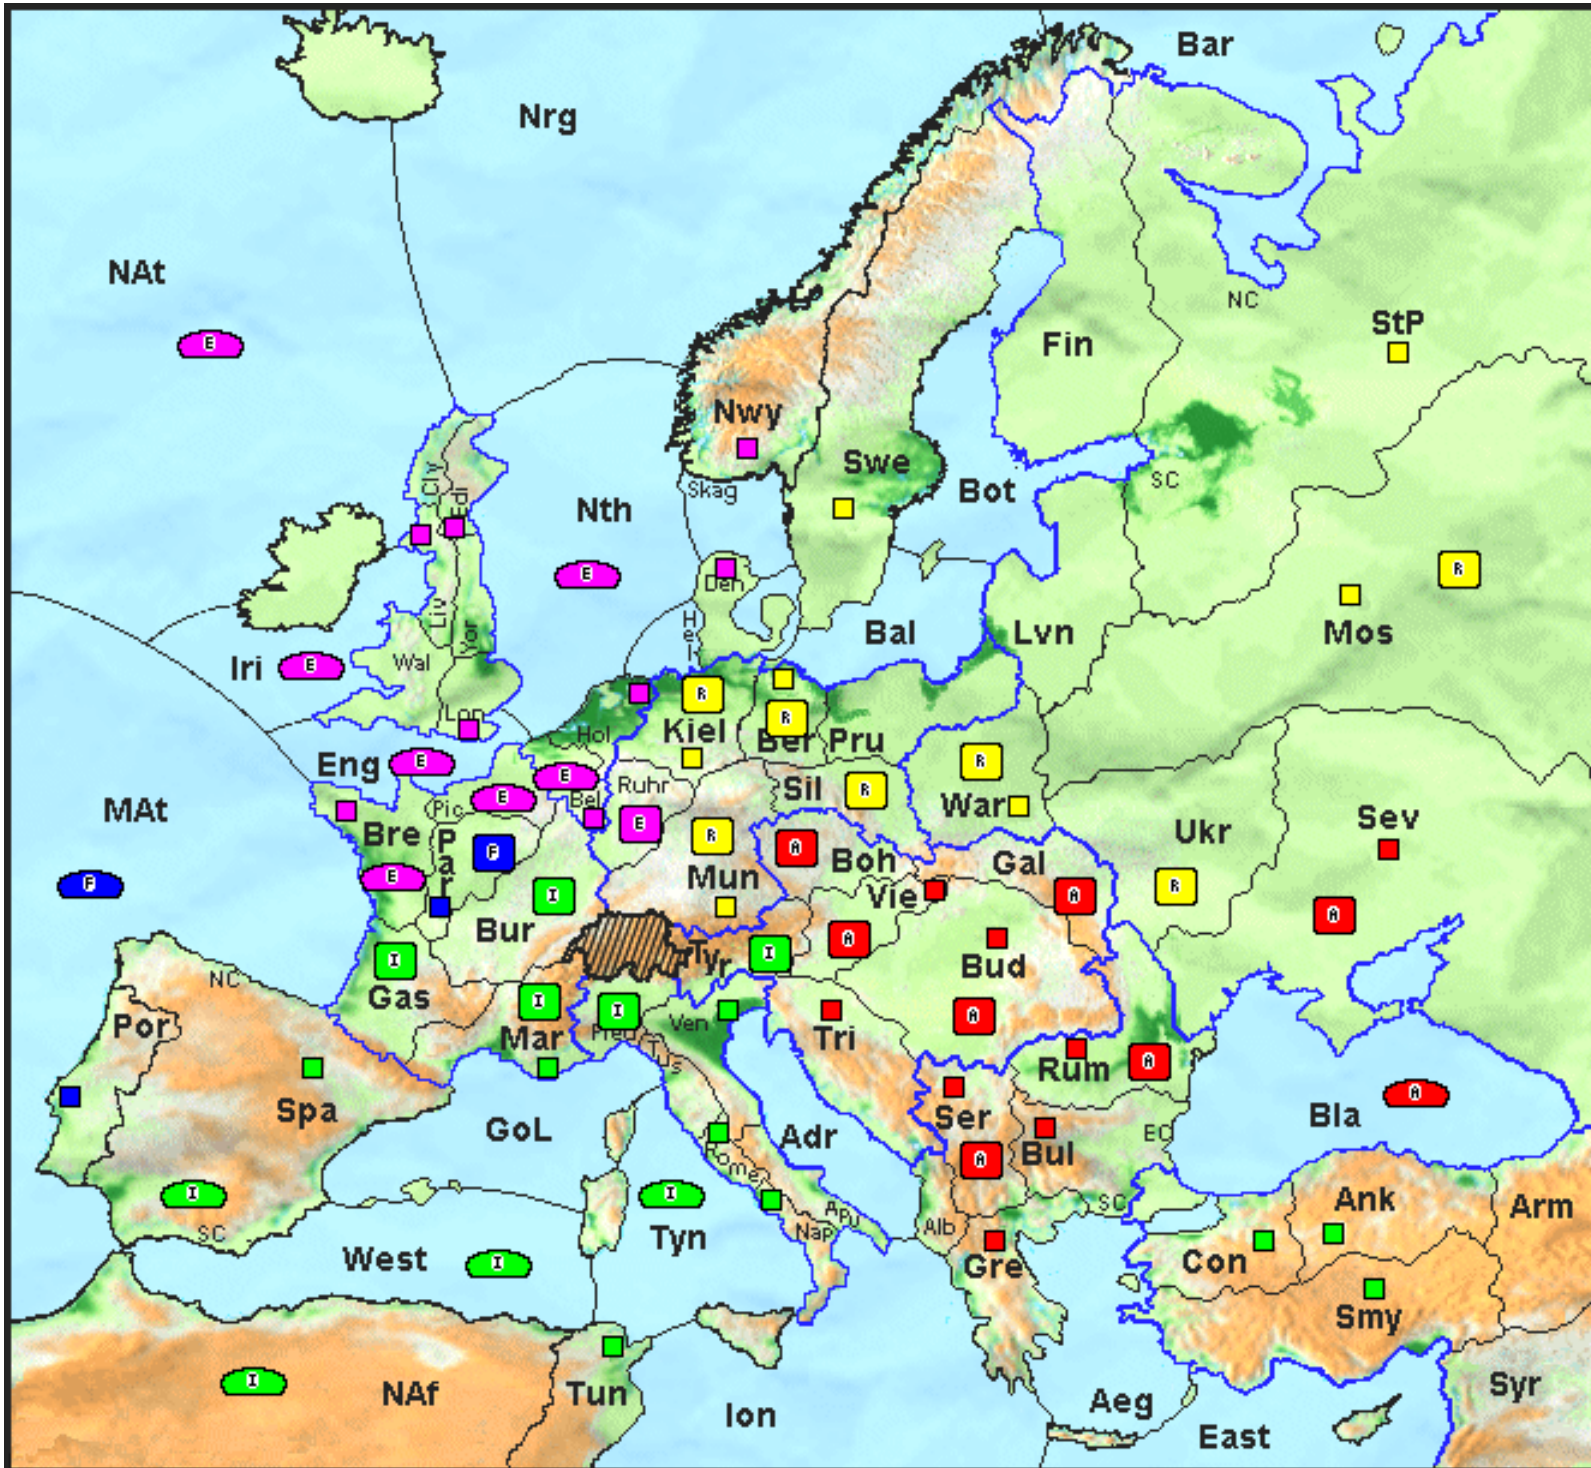 Bar
Nrg
NAt
E
NC
StP
Fin
Nwy
Swe
Cly
Edi
Skag
Bot
SC
Nth
E
R
Den
Hel
Liv
Yor
Bal
Lvn
Mos
Iri
E
Wal
Lon
R
Kiel
R
Ber
Pru
Hol
Eng
E
E
Ruhr
Sil
R
R
War
Pic
E
Bel
MAt
Bre
Par
F
E
R
Mun
A
Boh
Gal
Ukr
Sev
F
E
I
Vie
A
R
A
Bur
A
Bud
I
Tyr
I
Gas
NC
Por
I
Mar
I
Pied
Ven
Tus
Tri
A
Rum
A
Spa
GoL
Adr
Ser
Bul
EC
Bla
A
Rome
A
I
SC
I
Tyn
Nap
Apu
Alb
SC
Gre
Con
Ank
Arm
West
I
Smy
I
NAf
Tun
Ion
Aeg
East
Syr